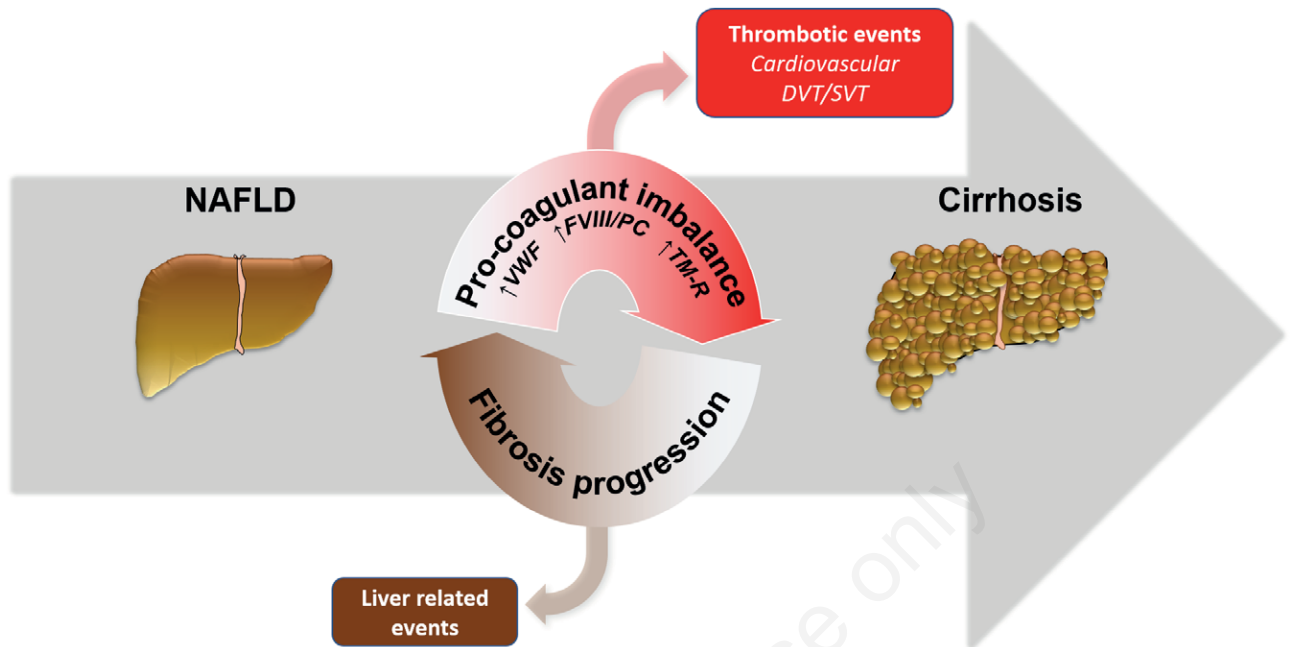 Thrombotic events
Cardiovascular
DVT/SVT
NAFLD
Pro-coagulant imbalance
↑VWF
↑FVIII/PC
↑TM-R
Cirrhosis
Fibrosis progression
Liver related
events
only